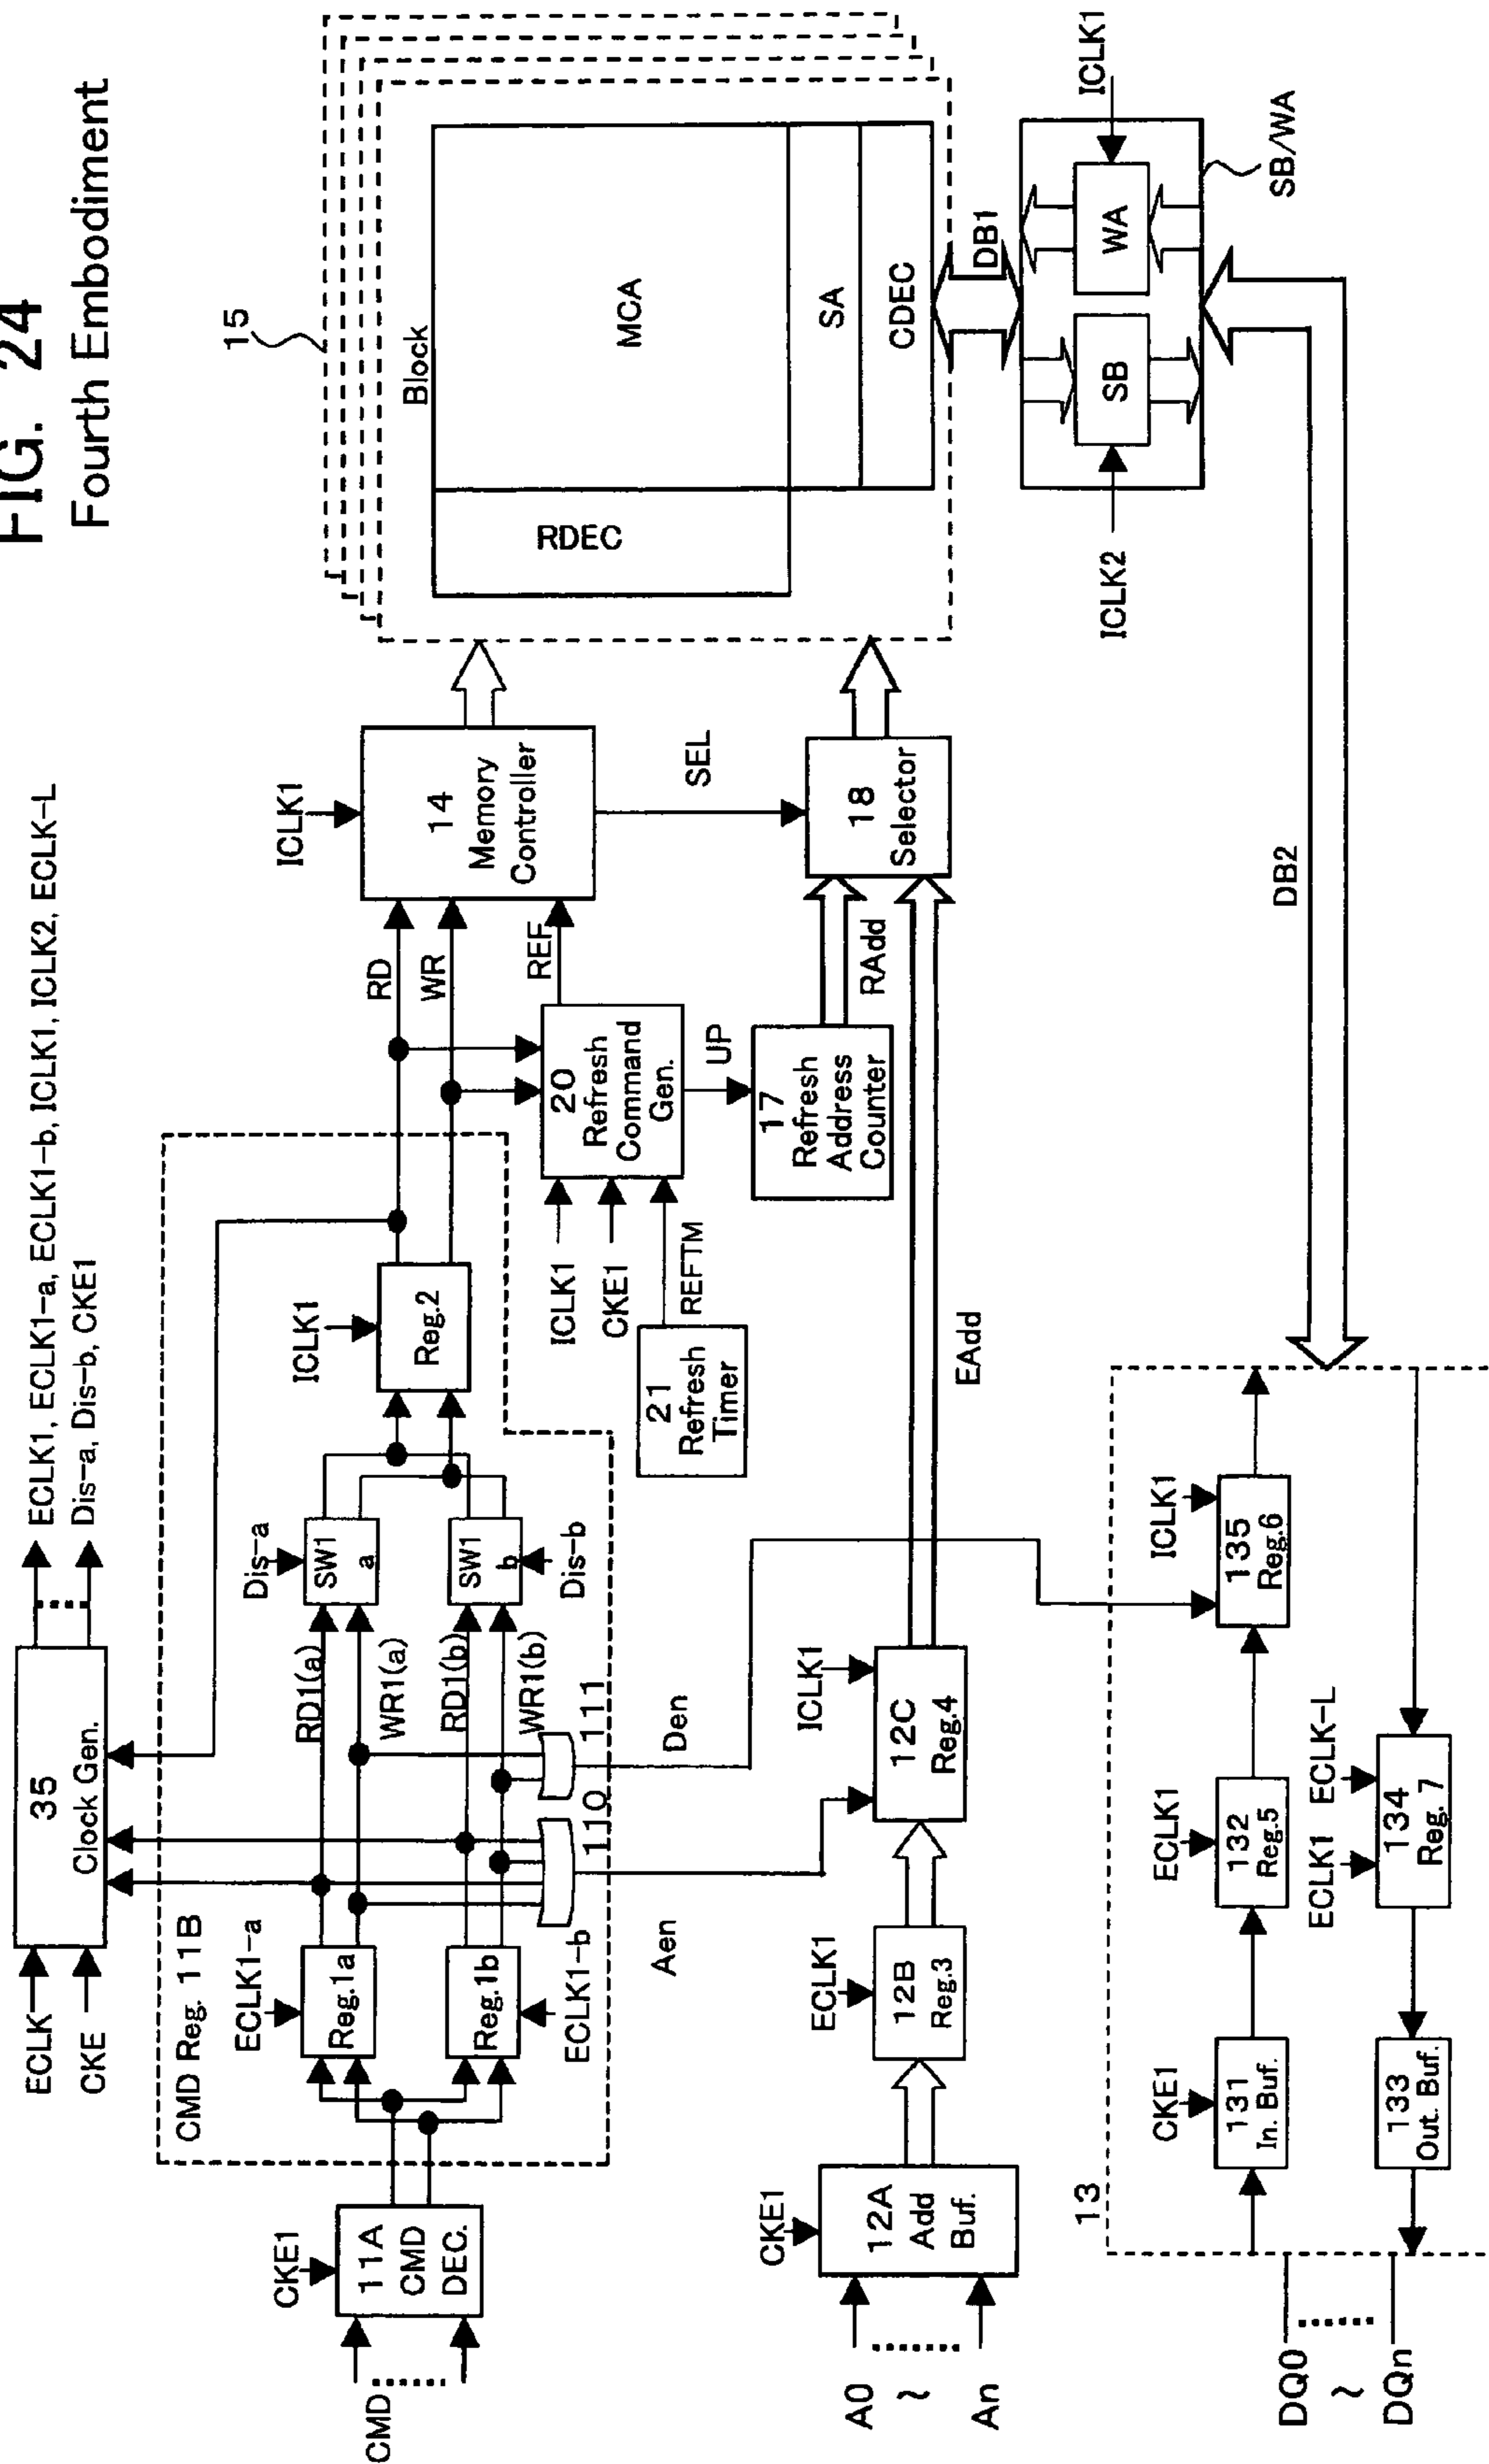 FIG. 24
Fourth Embodiment
ECLK
CKE
35
Clock Gen.
ECLK1, ECLK1-a, ECLK1-b, ICLK1, ICLK2, ECLK-L
Dis-a, Dis-b, CKE1
CMD Reg. 11B
CMD
CKE1
11A
CMD
DEC.
ECLK1-a
Reg.1a
Reg.1b
ECLK1-b
RD1(a)
WR1(a)
RD1(b)
WR1(b)
110
111
Dis-a
SW1
a
SW1
b
Dis-b
ICLK1
Reg.2
RD
WR
REF
ICLK1
14
Memory
Controller
SEL
ICLK1
CKE1
REFTM
20
Refresh
Command
Gen.
21
Refresh
Timer
UP
17
Refresh
Address
Counter
RAdd
18
Selector
15
Block
MCA
RDEC
SA
CDEC
DB1
ICLK2
SB
WA
ICLK1
SB/WA
DB2
A0
~
An
CKE1
12A
Add
Buf.
ECLK1
12B
Reg.3
Aen
Den
ICLK1
12C
Reg.4
EAdd
13
DQ0
~
DQn
CKE1
131
In. Buf.
ECLK1
132
Reg.5
ICLK1
135
Reg.6
133
Out. Buf.
ECLK1
ECLK-L
134
Reg. 7